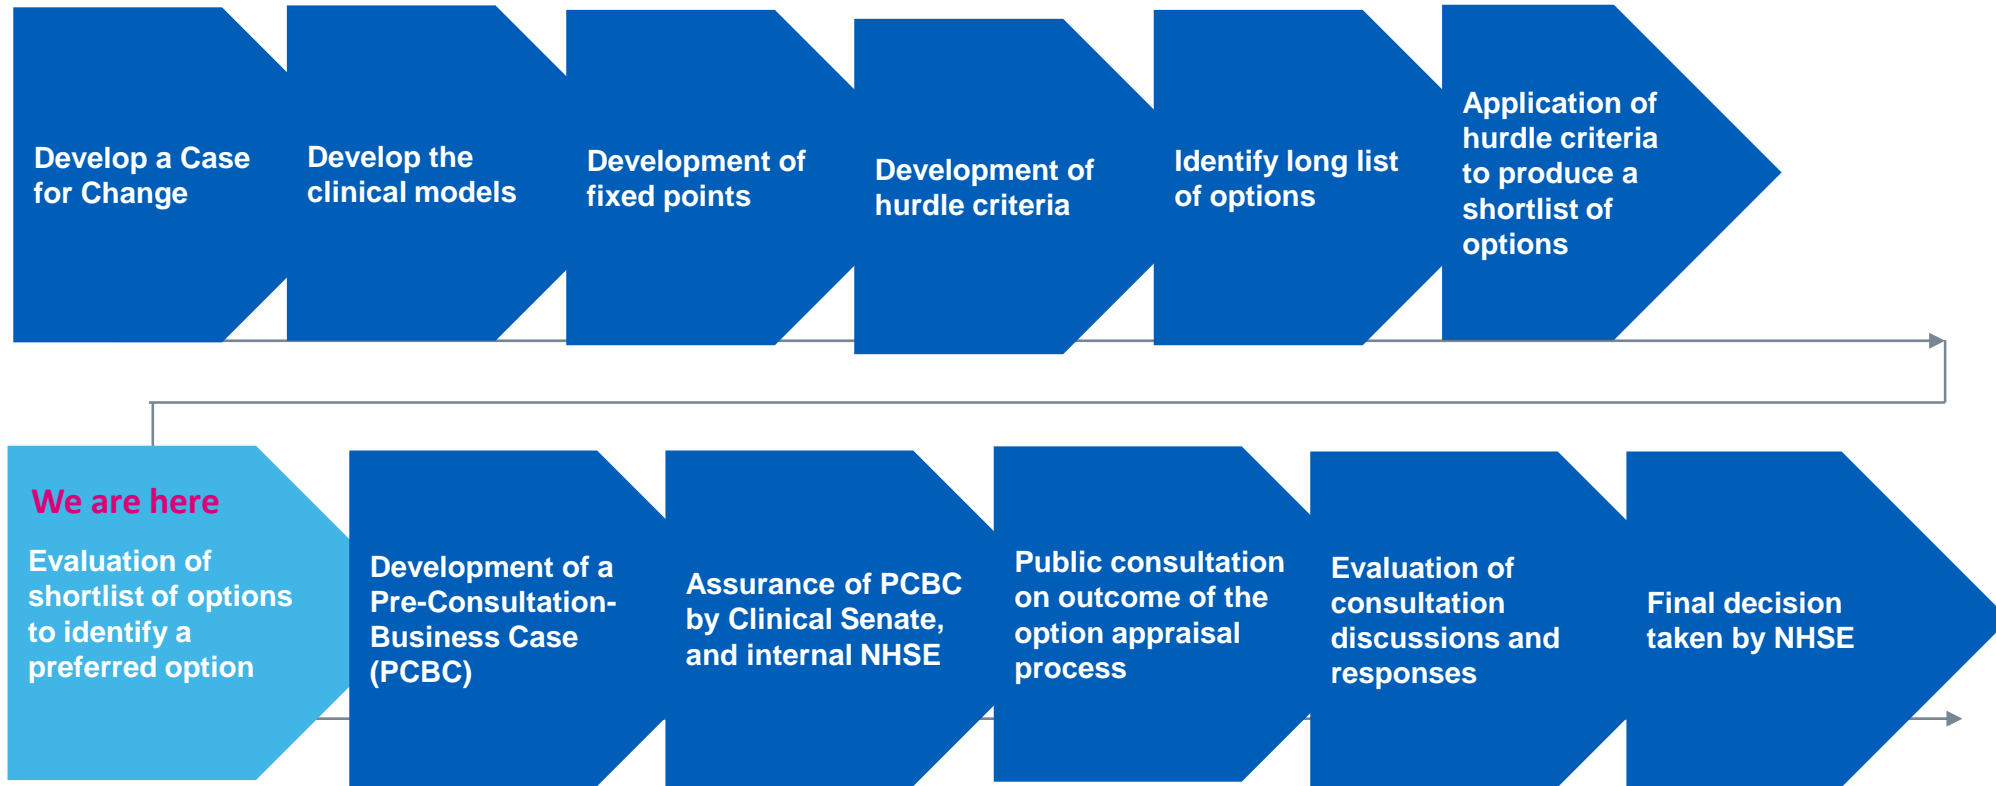 Develop a Case
for Change
Develop the
clinical models
Development of
fixed points
Development of
hurdle criteria
Identify long list
of options
Application of
hurdle criteria
to produce a
shortlist of
options
We are here
Evaluation of
shortlist of options
to identify a
preferred option
Development of a
Pre-Consultation-
Business Case
(PCBC)
Assurance of PCBC
by Clinical Senate,
and internal NHSE
Public consultation
on outcome of the
option appraisal
process
Evaluation of
consultation
discussions and
responses
Final decision
taken by NHSE